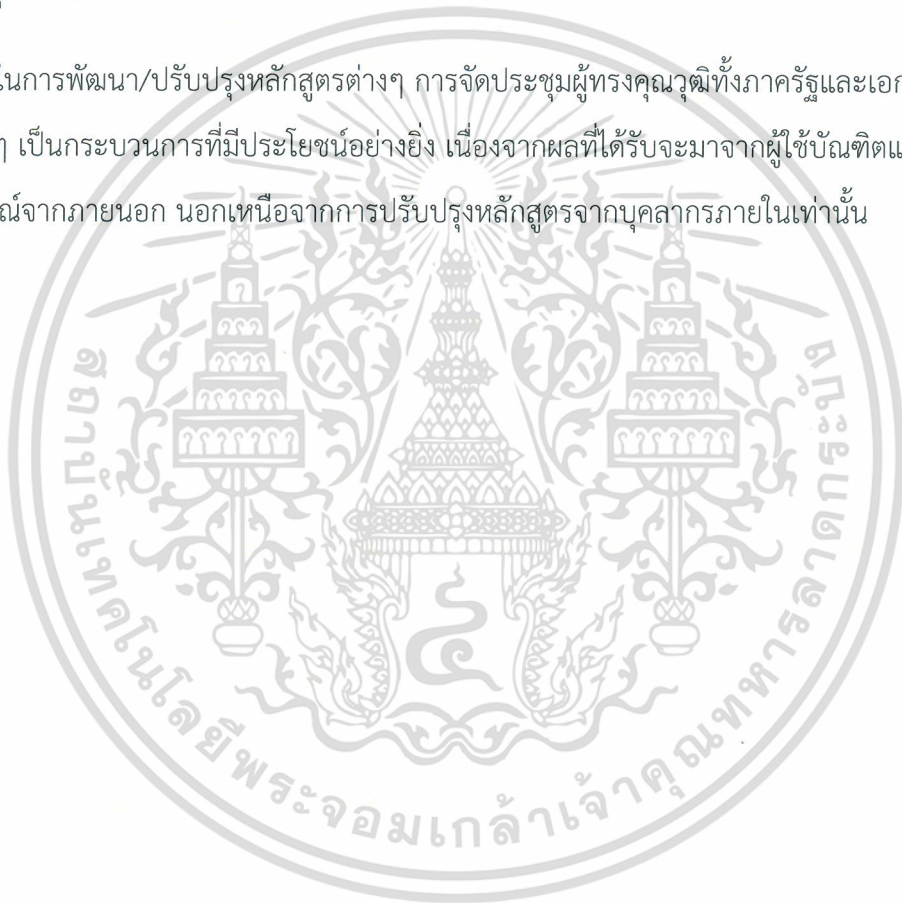 ในการพัฒนา/ปรับปรุงหลักสูตรต่างๆ การจัดประชุมผู้ทรงคุณวุฒิทั้งภาครัฐและเอก
ๆ เป็นกระบวนการที่มีประโยชน์อย่างยิ่ง เนื่องจากผลที่ได้รับจะมาจากผู้ใช้บัณฑิตแ
ณ์จากภายนอก นอกเหนือจากการปรับปรุงหลักสูตรจากบุคลากรภายในเท่านั้น
สถาบันเทคโนโลยีพระจอมเกล้าเจ้าคุณทหารลาดกระบัง
๔